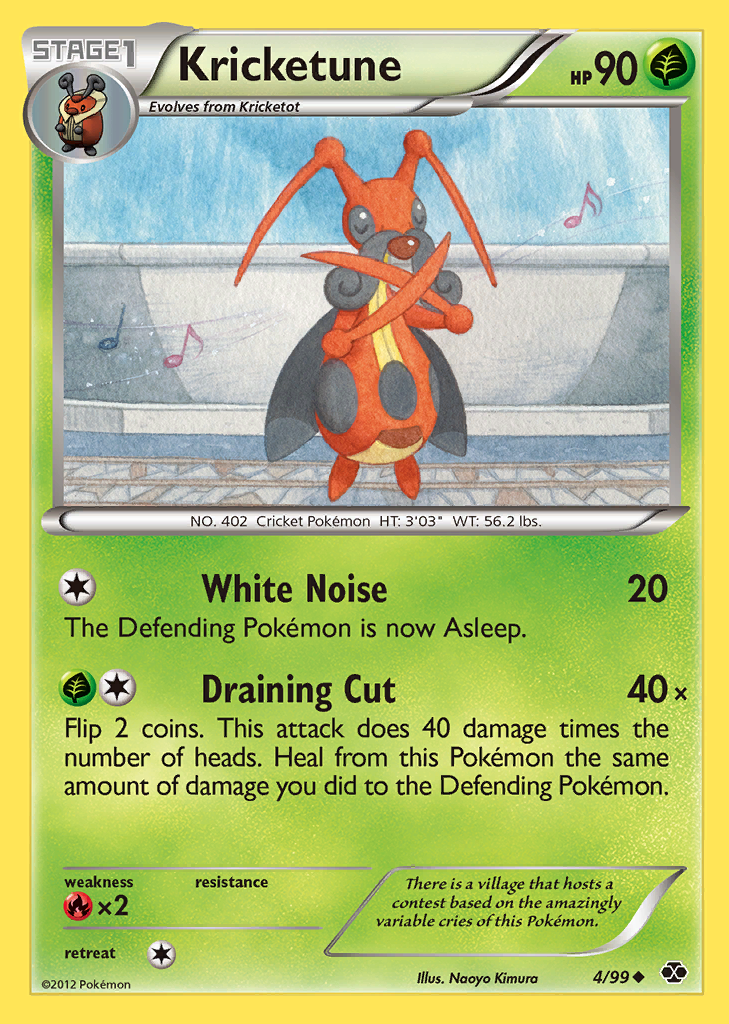 STAGE1
Kricketune
HP 90
Evolves from Kricketot
NO. 402 Cricket Pokémon HT: 3'03" WT: 56.2 lbs.
White Noise 20
The Defending Pokémon is now Asleep.
Draining Cut 40×
Flip 2 coins. This attack does 40 damage times the
number of heads. Heal from this Pokémon the same
amount of damage you did to the Defending Pokémon.
weakness resistance
×2
retreat
There is a village that hosts a
contest based on the amazingly
variable cries of this Pokémon.
©2012 Pokémon
Illus. Naoyo Kimura
4/99